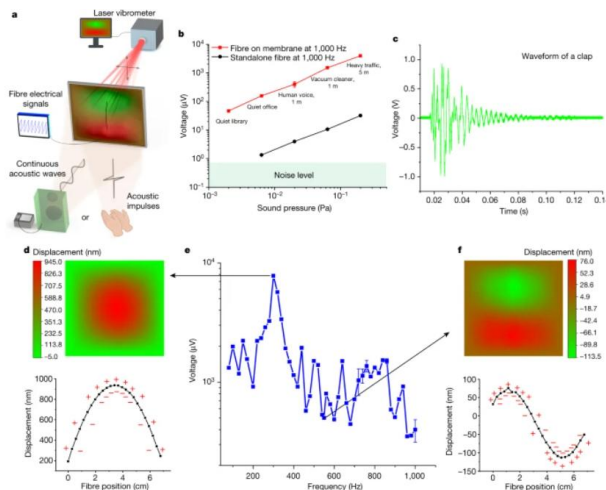 a
Laser vibrometer
Fibre electrical
signals
Continuous
acoustic waves
or
Acoustic
impulses
b
Fibre on membrane at 1,000 Hz
Standalone fibre at 1,000 Hz
Heavy traffic,
5 m
Vacuum cleaner,
1 m
Human voice,
1 m
Quiet office
Quiet library
Noise level
Voltage (µV)
10⁴
10³
10²
10¹
10⁰
10⁻¹
10⁻²
10⁻¹
Sound pressure (Pa)
c
Waveform of a clap
Voltage (V)
1.0
0.5
0
-0.5
-1.0
0.02 0.04 0.06 0.08 0.10 0.12 0.14
Time (s)
d Displacement (nm)
945.0
826.3
707.5
588.8
470.0
351.3
232.5
113.8
-5.0
Displacement (nm)
1000
800
600
400
200
0 2 4 6
Fibre position (cm)
e
Voltage (µV)
10⁴
10³
200 400 600 800 1,000
Frequency (Hz)
f
Displacement (nm)
76.0
52.3
28.6
4.9
-18.7
-42.4
-66.1
-89.8
-113.5
Displacement (nm)
100
50
0
-50
-100
-150
0 2 4 6
Fibre position (cm)